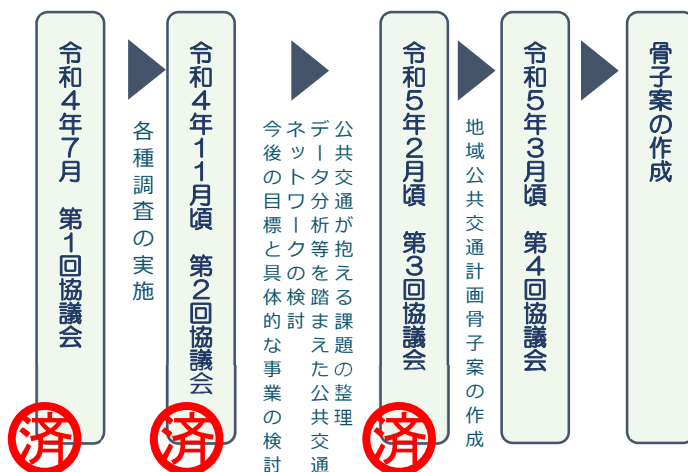 令和4年7月　第1回協議会
済
各種調査の実施
令和4年11月頃　第2回協議会
済
公共交通が抱える課題の整理
データ分析等を踏まえた公共交通
ネットワークの検討
今後の目標と具体的な事業の検討
令和5年2月頃　第3回協議会
済
地域公共交通計画骨子案の作成
令和5年3月頃　第4回協議会
骨子案の作成